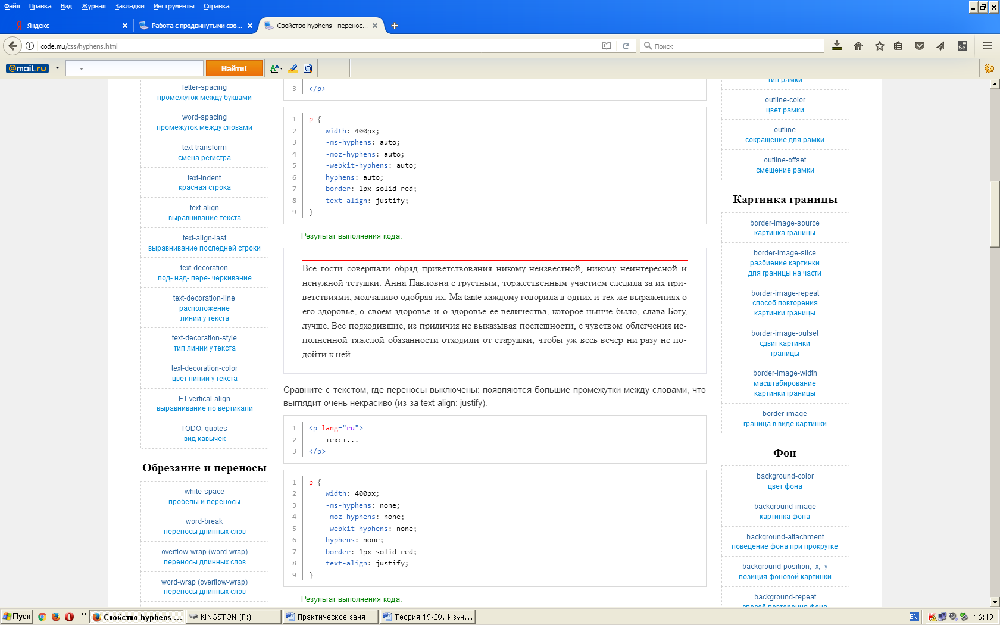 Файл Правка Вид Журнал Закладки Инструменты Справка
Яндекс
Работа с продвинутыми сво...
Свойство hyphens - перенос...
code.mu/css/hyphens.html
Поиск
@mail.ru
Найти!
letter-spacing
промежуток между буквами
word-spacing
промежуток между словами
text-transform
смена регистра
text-indent
красная строка
text-align
выравнивание текста
text-align-last
выравнивание последней строки
text-decoration
под- над- пере- черкивание
text-decoration-line
расположение
линии у текста
text-decoration-style
тип линии у текста
text-decoration-color
цвет линии у текста
ET vertical-align
выравнивание по вертикали
TODO: quotes
вид кавычек
Обрезание и переносы
white-space
пробелы и переносы
word-break
переносы длинных слов
overflow-wrap (word-wrap)
переносы длинных слов
word-wrap (overflow-wrap)
переносы длинных слов
3 </p>
1 p {
2 width: 400px;
3 -ms-hyphens: auto;
4 -moz-hyphens: auto;
5 -webkit-hyphens: auto;
6 hyphens: auto;
7 border: 1px solid red;
8 text-align: justify;
9 }
Результат выполнения кода:
Все гости совершали обряд приветствования никому неизвестной, никому неинтересной и
ненужной тетушки. Анна Павловна с грустным, торжественным участием следила за их при-
ветствиями, молчаливо одобряя их. Ma tante каждому говорила в одних и тех же выражениях о
его здоровье, о своем здоровье и о здоровье ее величества, которое нынче было, слава Богу,
лучше. Все подходившие, из приличия не выказывая поспешности, с чувством облегчения ис-
полненной тяжелой обязанности отходили от старушки, чтобы уж весь вечер ни разу не по-
дойти к ней.
Сравните с текстом, где переносы выключены: появляются большие промежутки между словами, что
выглядит очень некрасиво (из-за text-align: justify).
1 <p lang="ru">
2 текст...
3 </p>
1 p {
2 width: 400px;
3 -ms-hyphens: none;
4 -moz-hyphens: none;
5 -webkit-hyphens: none;
6 hyphens: none;
7 border: 1px solid red;
8 text-align: justify;
9 }
Результат выполнения кода:
тип рамки
outline-color
цвет рамки
outline
сокращение для рамки
outline-offset
смещение рамки
Картинка границы
border-image-source
картинка границы
border-image-slice
разбиение картинки
для границы на части
border-image-repeat
способ повторения
картинки границы
border-image-outset
сдвиг картинки
границы
border-image-width
масштабирование
картинки границы
border-image
граница в виде картинки
Фон
background-color
цвет фона
background-image
картинка фона
background-attachment
поведение фона при прокрутке
background-position, -x, -y
позиция фоновой картинки
background-repeat
способ повторения фона
Пуск
»
Свойство hyphens ...
KINGSTON (F:)
Практическое заня...
Теория 19-20. Изуч...
EN
16:19